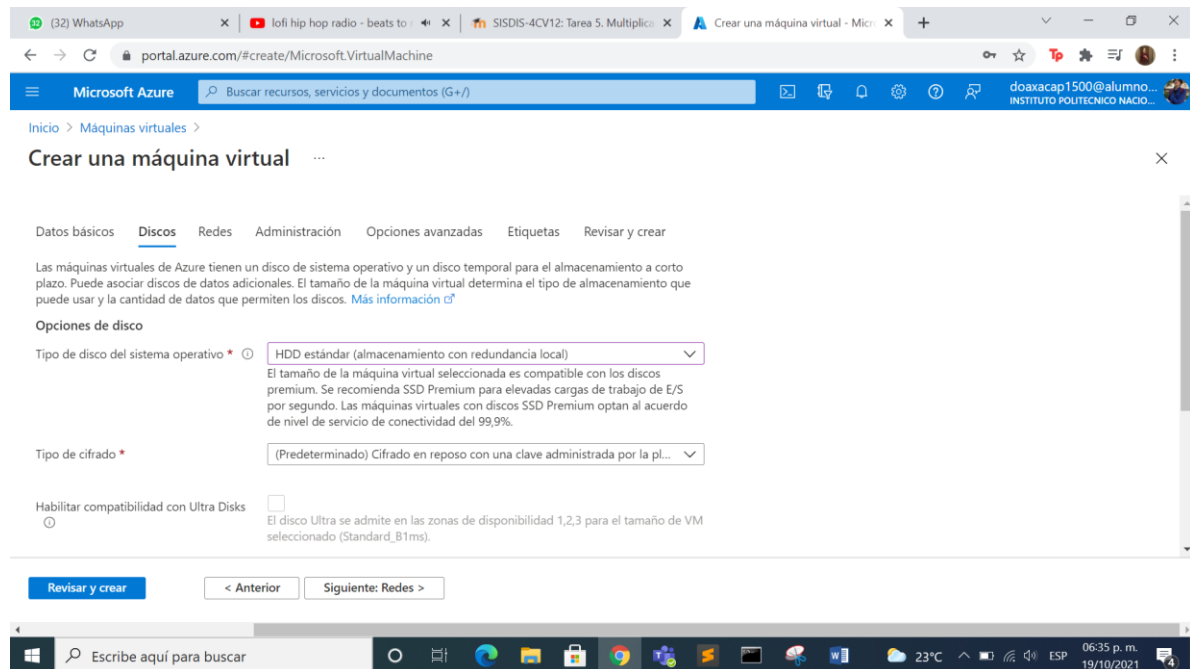 (32) WhatsApp
lofi hip hop radio - beats to
SISDIS-4CV12: Tarea 5. Multiplica
Crear una máquina virtual - Micr
portal.azure.com/#create/Microsoft.VirtualMachine
Microsoft Azure
Buscar recursos, servicios y documentos (G+/)
doaxacap1500@alumno...
INSTITUTO POLITECNICO NACIO...
Inicio > Máquinas virtuales >
Crear una máquina virtual ...
Datos básicos Discos Redes Administración Opciones avanzadas Etiquetas Revisar y crear
Las máquinas virtuales de Azure tienen un disco de sistema operativo y un disco temporal para el almacenamiento a corto
plazo. Puede asociar discos de datos adicionales. El tamaño de la máquina virtual determina el tipo de almacenamiento que
puede usar y la cantidad de datos que permiten los discos. Más información
Opciones de disco
Tipo de disco del sistema operativo *
HDD estándar (almacenamiento con redundancia local)
El tamaño de la máquina virtual seleccionada es compatible con los discos
premium. Se recomienda SSD Premium para elevadas cargas de trabajo de E/S
por segundo. Las máquinas virtuales con discos SSD Premium optan al acuerdo
de nivel de servicio de conectividad del 99,9%.
Tipo de cifrado *
(Predeterminado) Cifrado en reposo con una clave administrada por la pl...
Habilitar compatibilidad con Ultra Disks
El disco Ultra se admite en las zonas de disponibilidad 1,2,3 para el tamaño de VM
seleccionado (Standard_B1ms).
Revisar y crear
< Anterior
Siguiente: Redes >
Escribe aquí para buscar
23°C
ESP
06:35 p. m.
19/10/2021
4